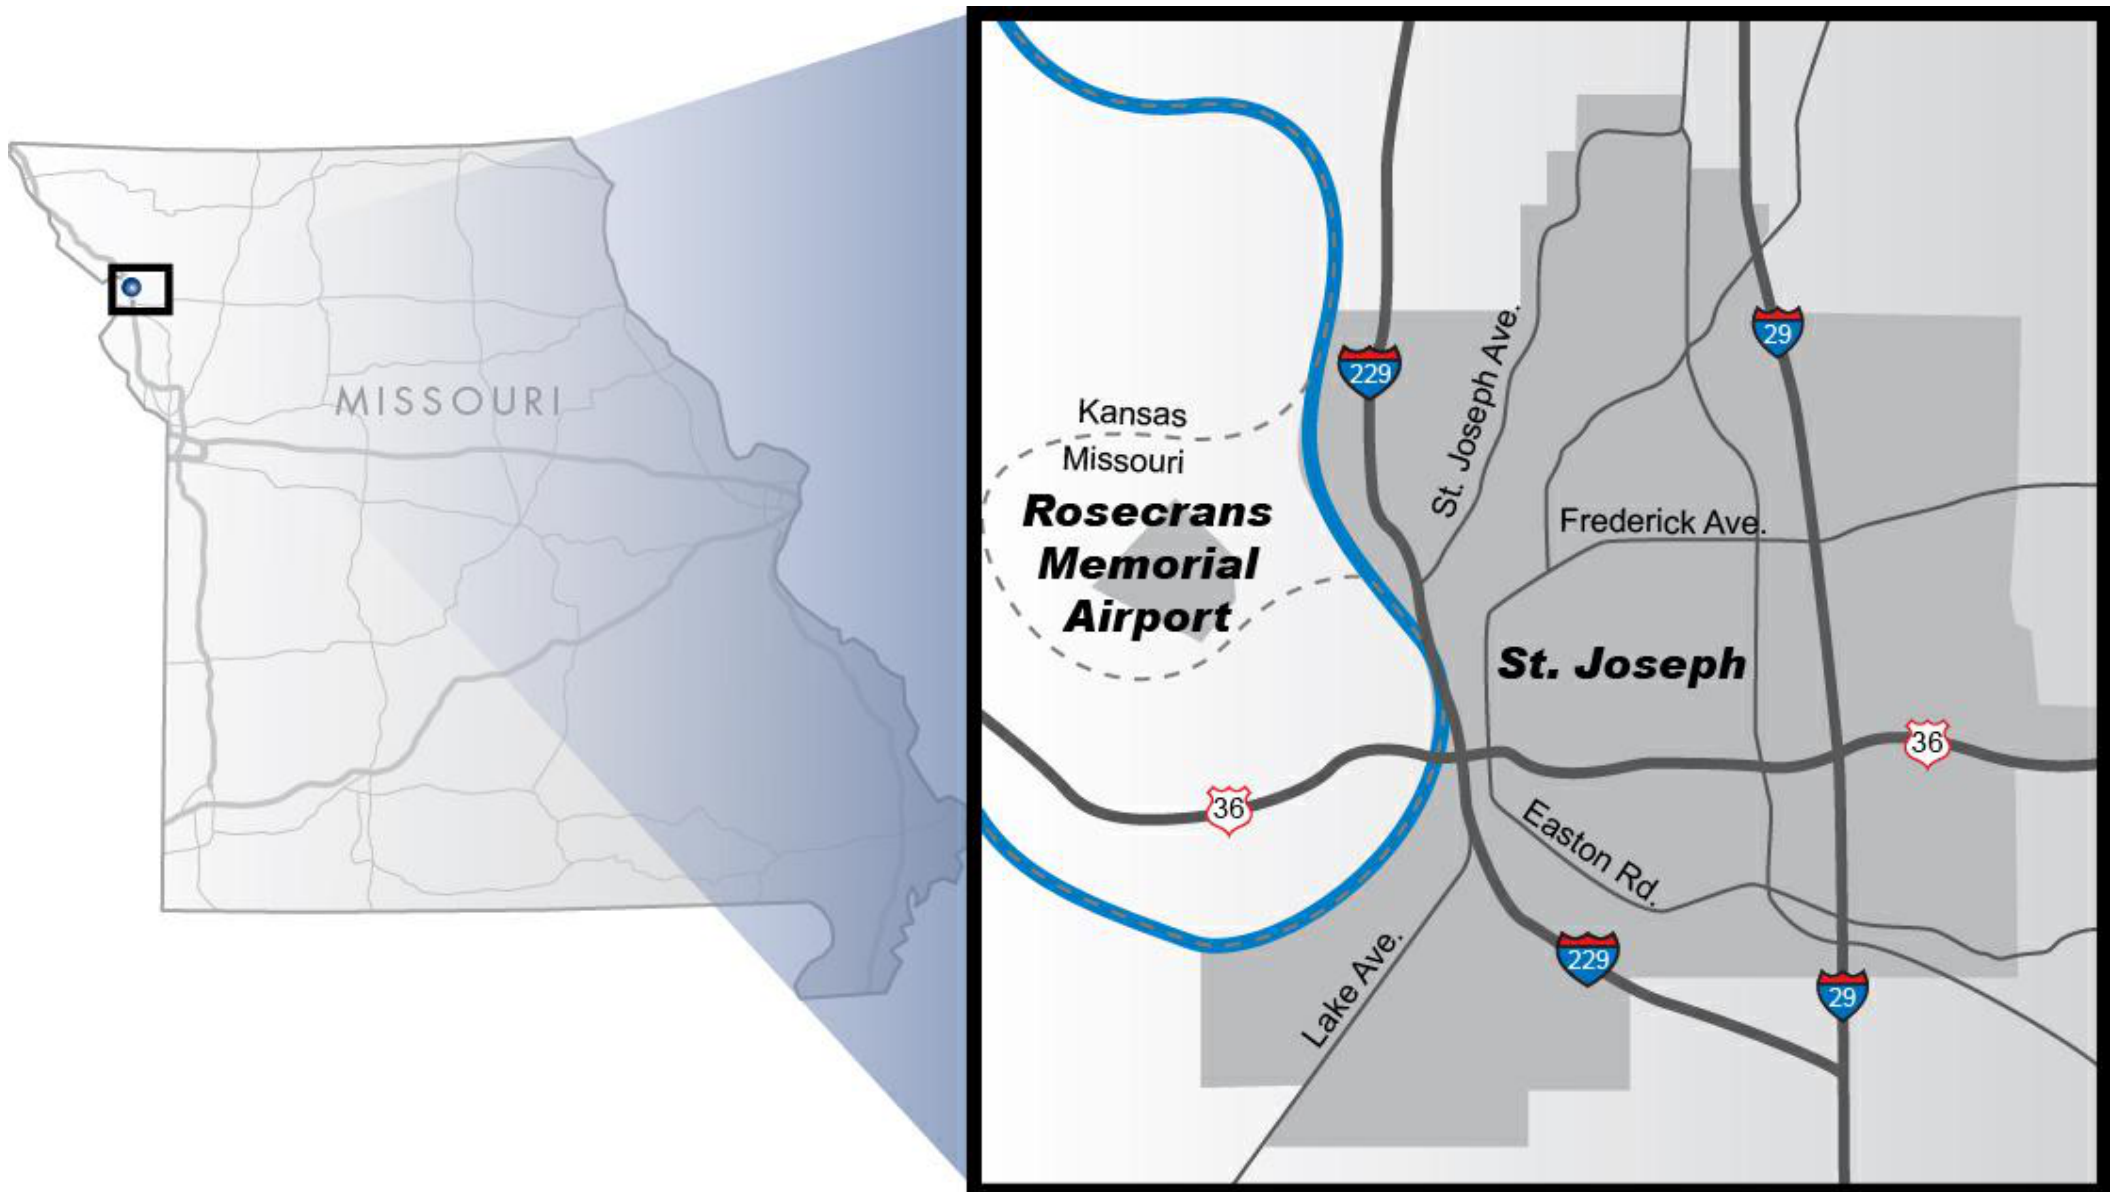 MISSOURI
Kansas
Missouri
Rosecrans
Memorial
Airport
229
St. Joseph Ave.
29
Frederick Ave.
St. Joseph
36
36
Easton Rd.
Lake Ave.
229
29